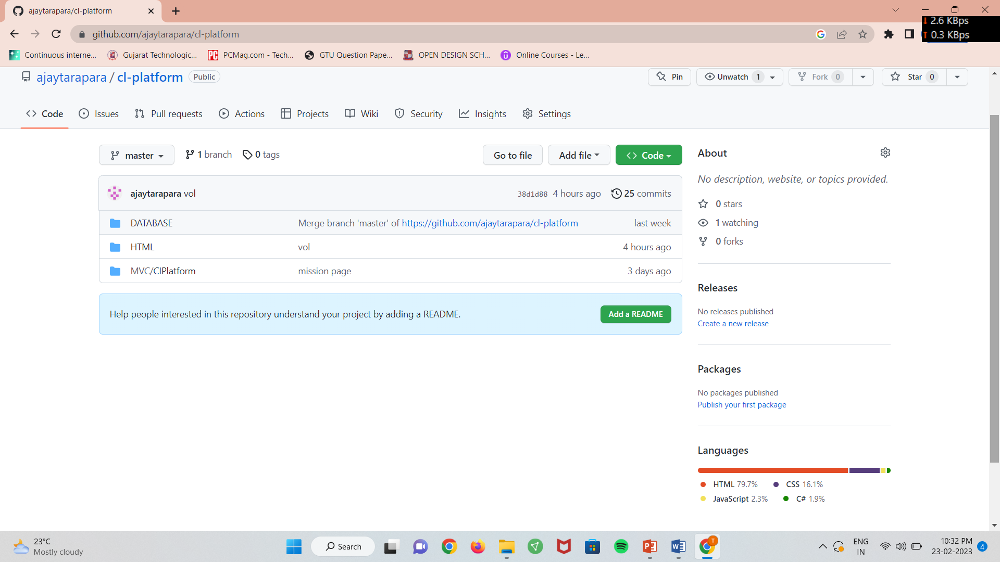 ajaytarapara/cl-platform
2.6 KBps
0.3 KBps
github.com/ajaytarapara/cl-platform
Continuous interne... Gujarat Technologic... PCMag.com - Tech... GTU Question Pape... OPEN DESIGN SCH... Online Courses - Le...
ajaytarapara / cl-platform Public Pin Unwatch 1 Fork 0 Star 0
Code Issues Pull requests Actions Projects Wiki Security Insights Settings
master 1 branch 0 tags Go to file Add file Code
ajaytarapara vol 38d1d88 4 hours ago 25 commits
DATABASE Merge branch 'master' of https://github.com/ajaytarapara/cl-platform last week
HTML vol 4 hours ago
MVC/CIPlatform mission page 3 days ago
Help people interested in this repository understand your project by adding a README. Add a README
About
No description, website, or topics provided.
0 stars
1 watching
0 forks
Releases
No releases published
Create a new release
Packages
No packages published
Publish your first package
Languages
HTML 79.7% CSS 16.1%
JavaScript 2.3% C# 1.9%
23°C
Mostly cloudy
Search
T
ENG
IN
10:32 PM
23-02-2023
4